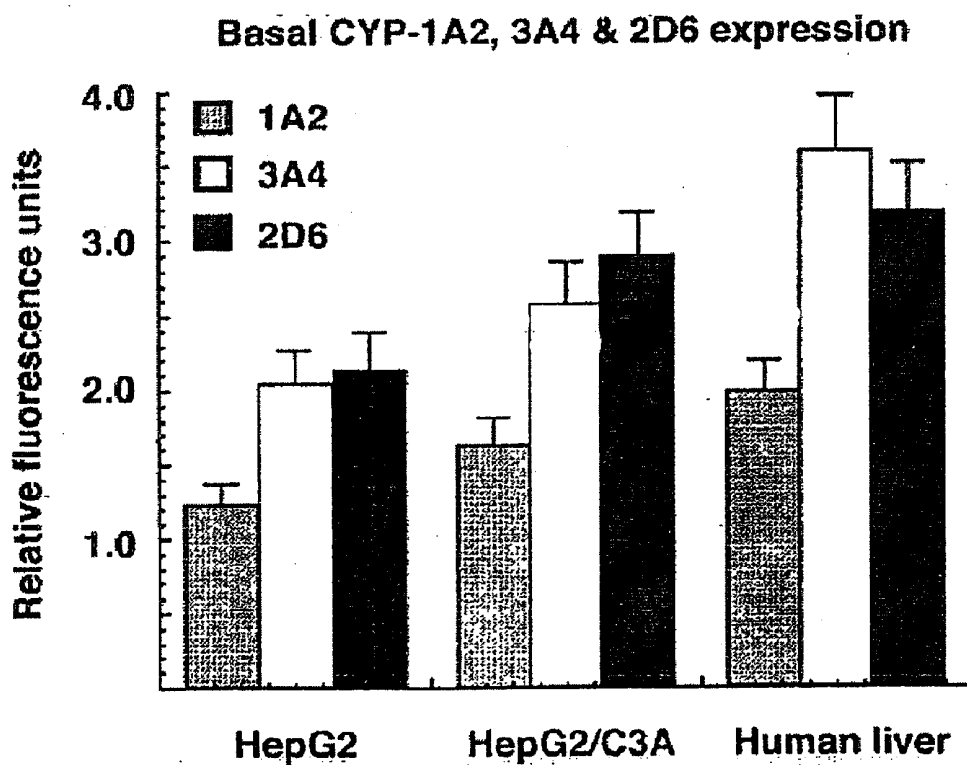 Basal CYP-1A2, 3A4 & 2D6 expression
Relative fluorescence units
4.0
3.0
2.0
1.0
1A2
3A4
2D6
HepG2
HepG2/C3A
Human liver